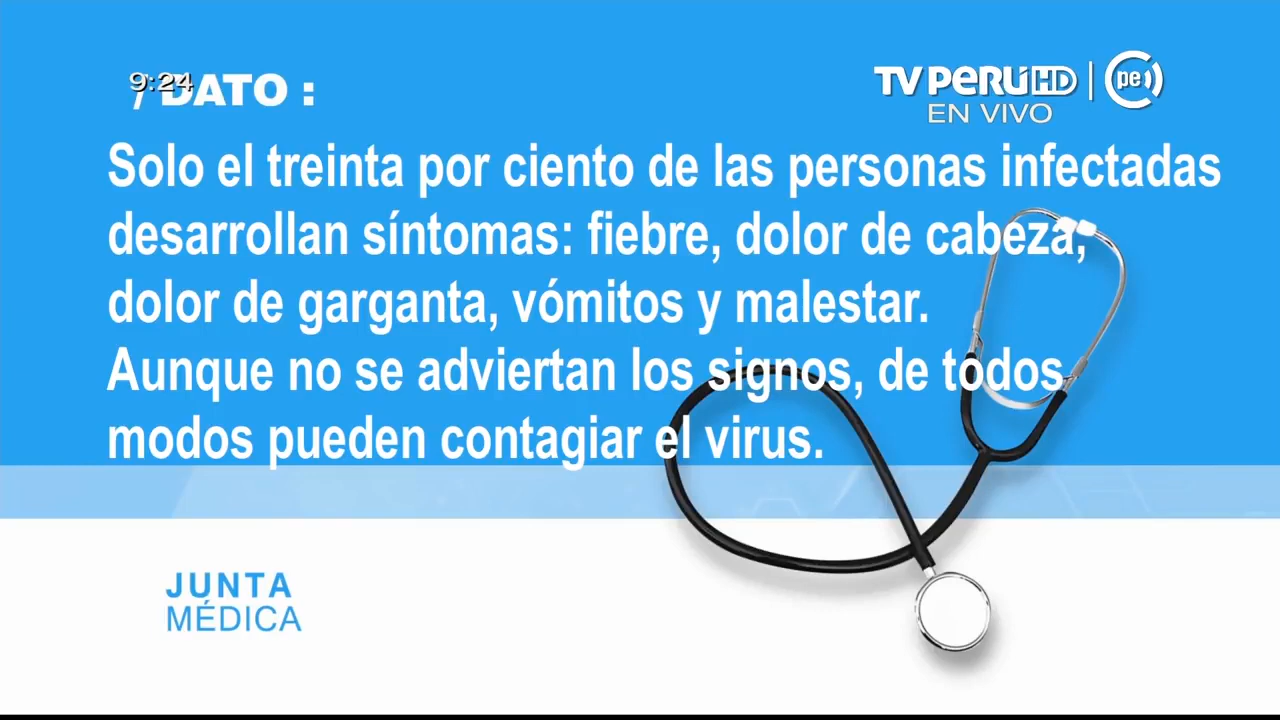 9:24
/ DATO :
TV PERÚ HD | pe
EN VIVO
Solo el treinta por ciento de las personas infectadas
desarrollan síntomas: fiebre, dolor de cabeza,
dolor de garganta, vómitos y malestar.
Aunque no se adviertan los signos, de todos
modos pueden contagiar el virus.
JUNTA
MÉDICA